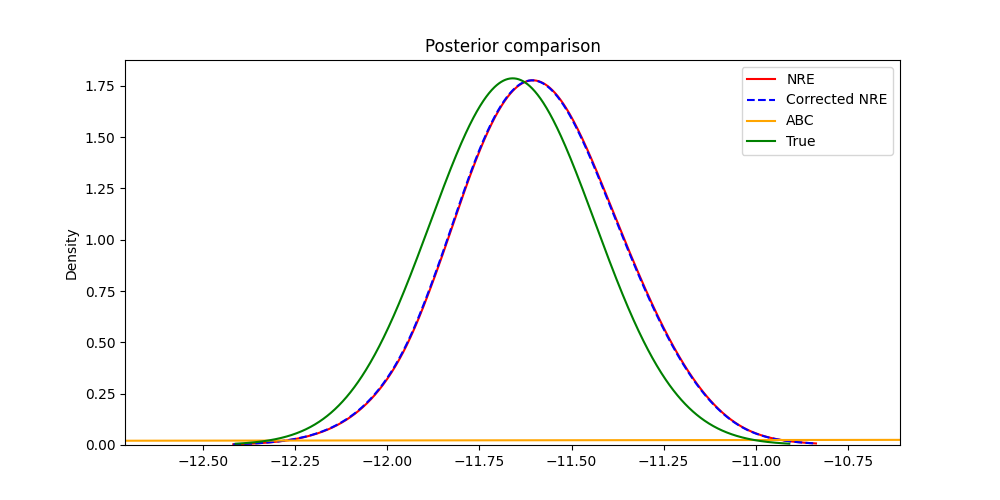 Posterior comparison
NRE
Corrected NRE
ABC
True
Density
1.75
1.50
1.25
1.00
0.75
0.50
0.25
0.00
−12.50 −12.25 −12.00 −11.75 −11.50 −11.25 −11.00 −10.75